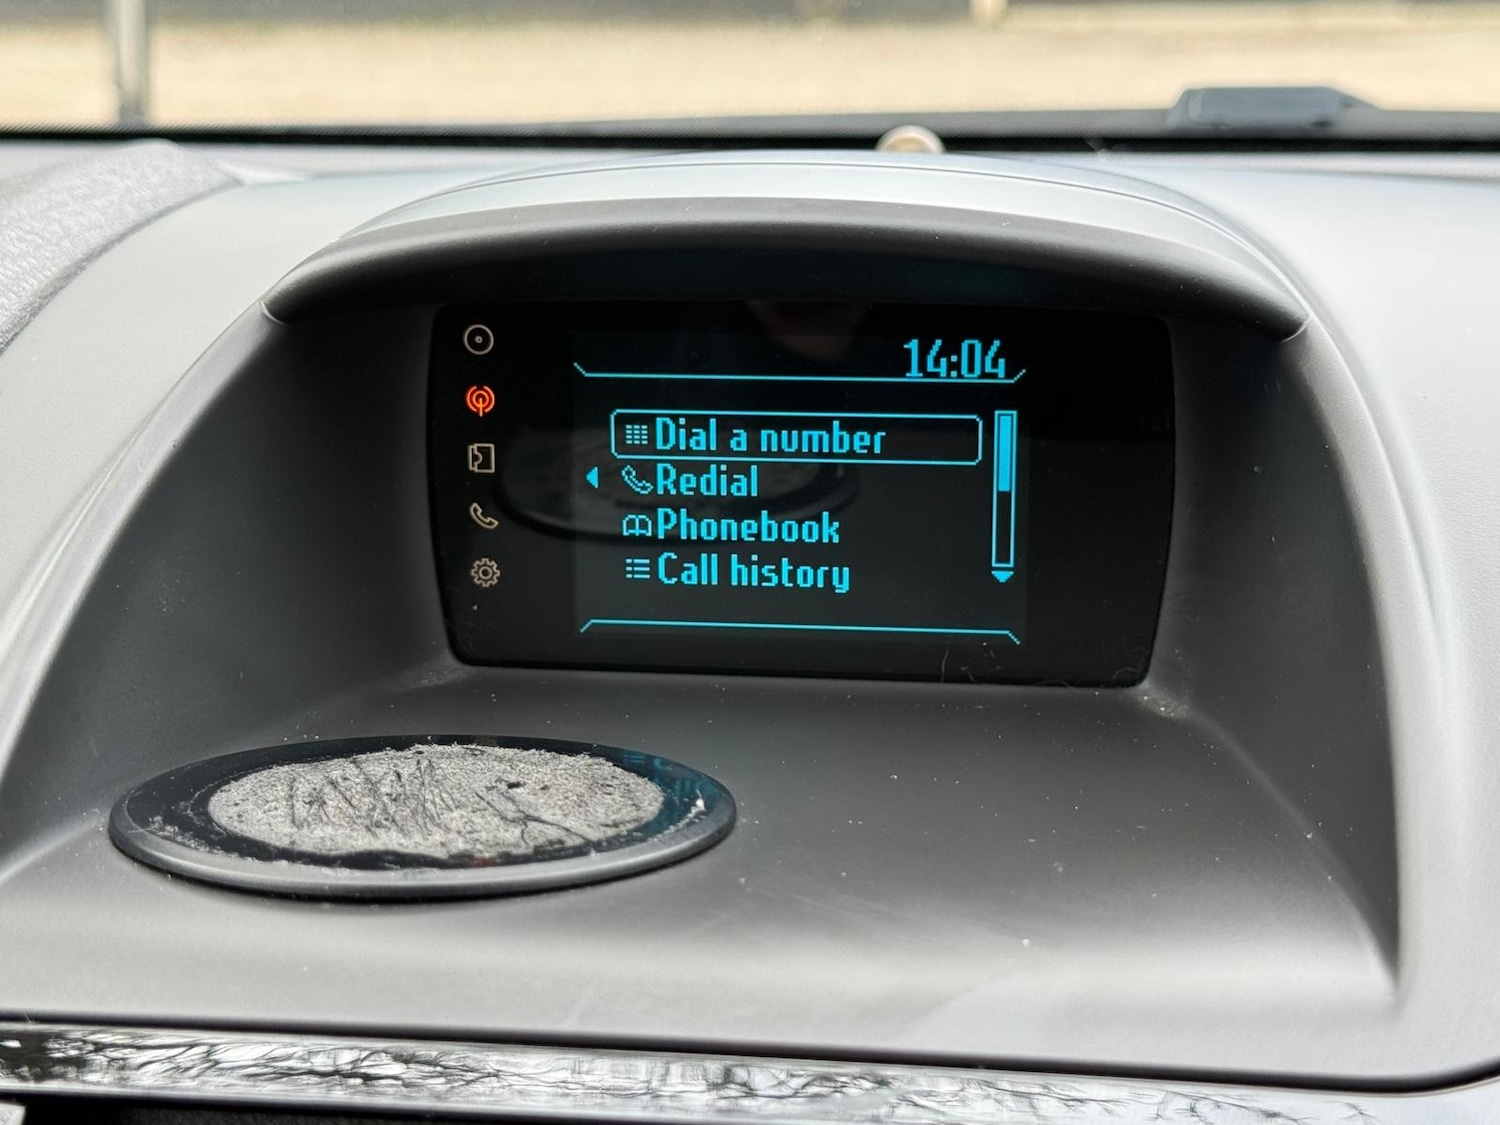 14:04
Dial a number
Redial
Phonebook
Call history